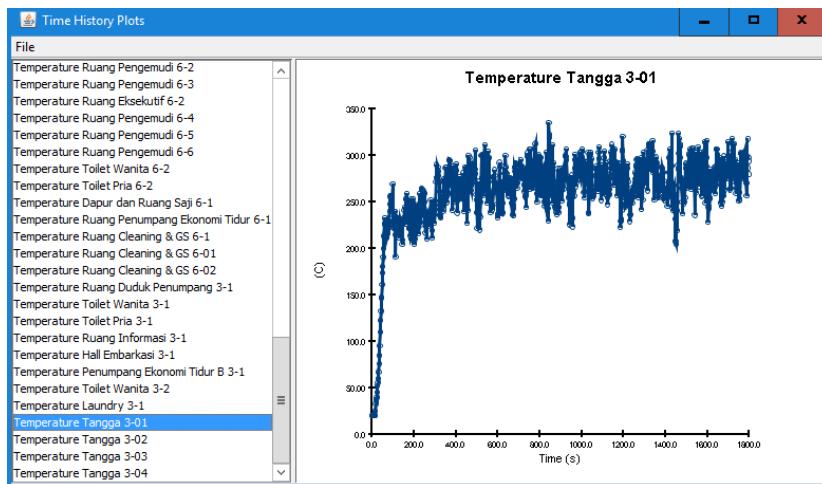 Time History Plots
File
Temperature Ruang Pengemudi 6-2
Temperature Ruang Pengemudi 6-3
Temperature Ruang Eksekutif 6-2
Temperature Ruang Pengemudi 6-4
Temperature Ruang Pengemudi 6-5
Temperature Ruang Pengemudi 6-6
Temperature Toilet Wanita 6-2
Temperature Toilet Pria 6-2
Temperature Dapur dan Ruang Saji 6-1
Temperature Ruang Penumpang Ekonomi Tidur 6-1
Temperature Ruang Cleaning & GS 6-1
Temperature Ruang Cleaning & GS 6-01
Temperature Ruang Cleaning & GS 6-02
Temperature Ruang Duduk Penumpang 3-1
Temperature Toilet Wanita 3-1
Temperature Toilet Pria 3-1
Temperature Ruang Informasi 3-1
Temperature Hall Embarkasi 3-1
Temperature Penumpang Ekonomi Tidur B 3-1
Temperature Toilet Wanita 3-2
Temperature Laundry 3-1
Temperature Tangga 3-01
Temperature Tangga 3-02
Temperature Tangga 3-03
Temperature Tangga 3-04
Temperature Tangga 3-01
350.0
300.0
250.0
200.0
150.0
100.0
50.00
0.0
(C)
0.0 200.0 400.0 600.0 800.0 1000.0 1200.0 1400.0 1600.0 1800.0
Time (s)